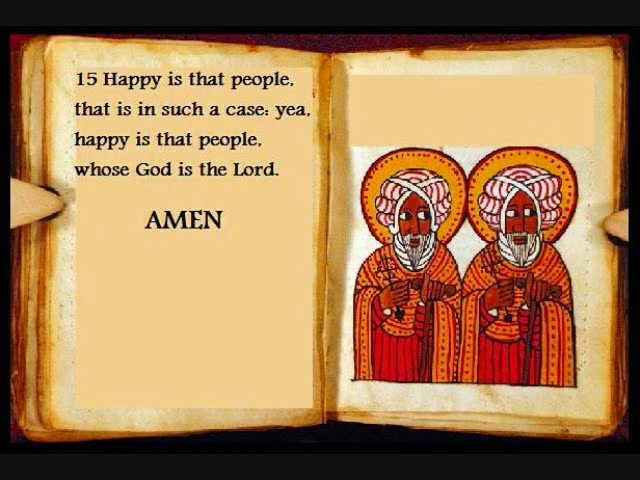 15 Happy is that people,
that is in such a case: yea,
happy is that people,
whose God is the Lord.
AMEN